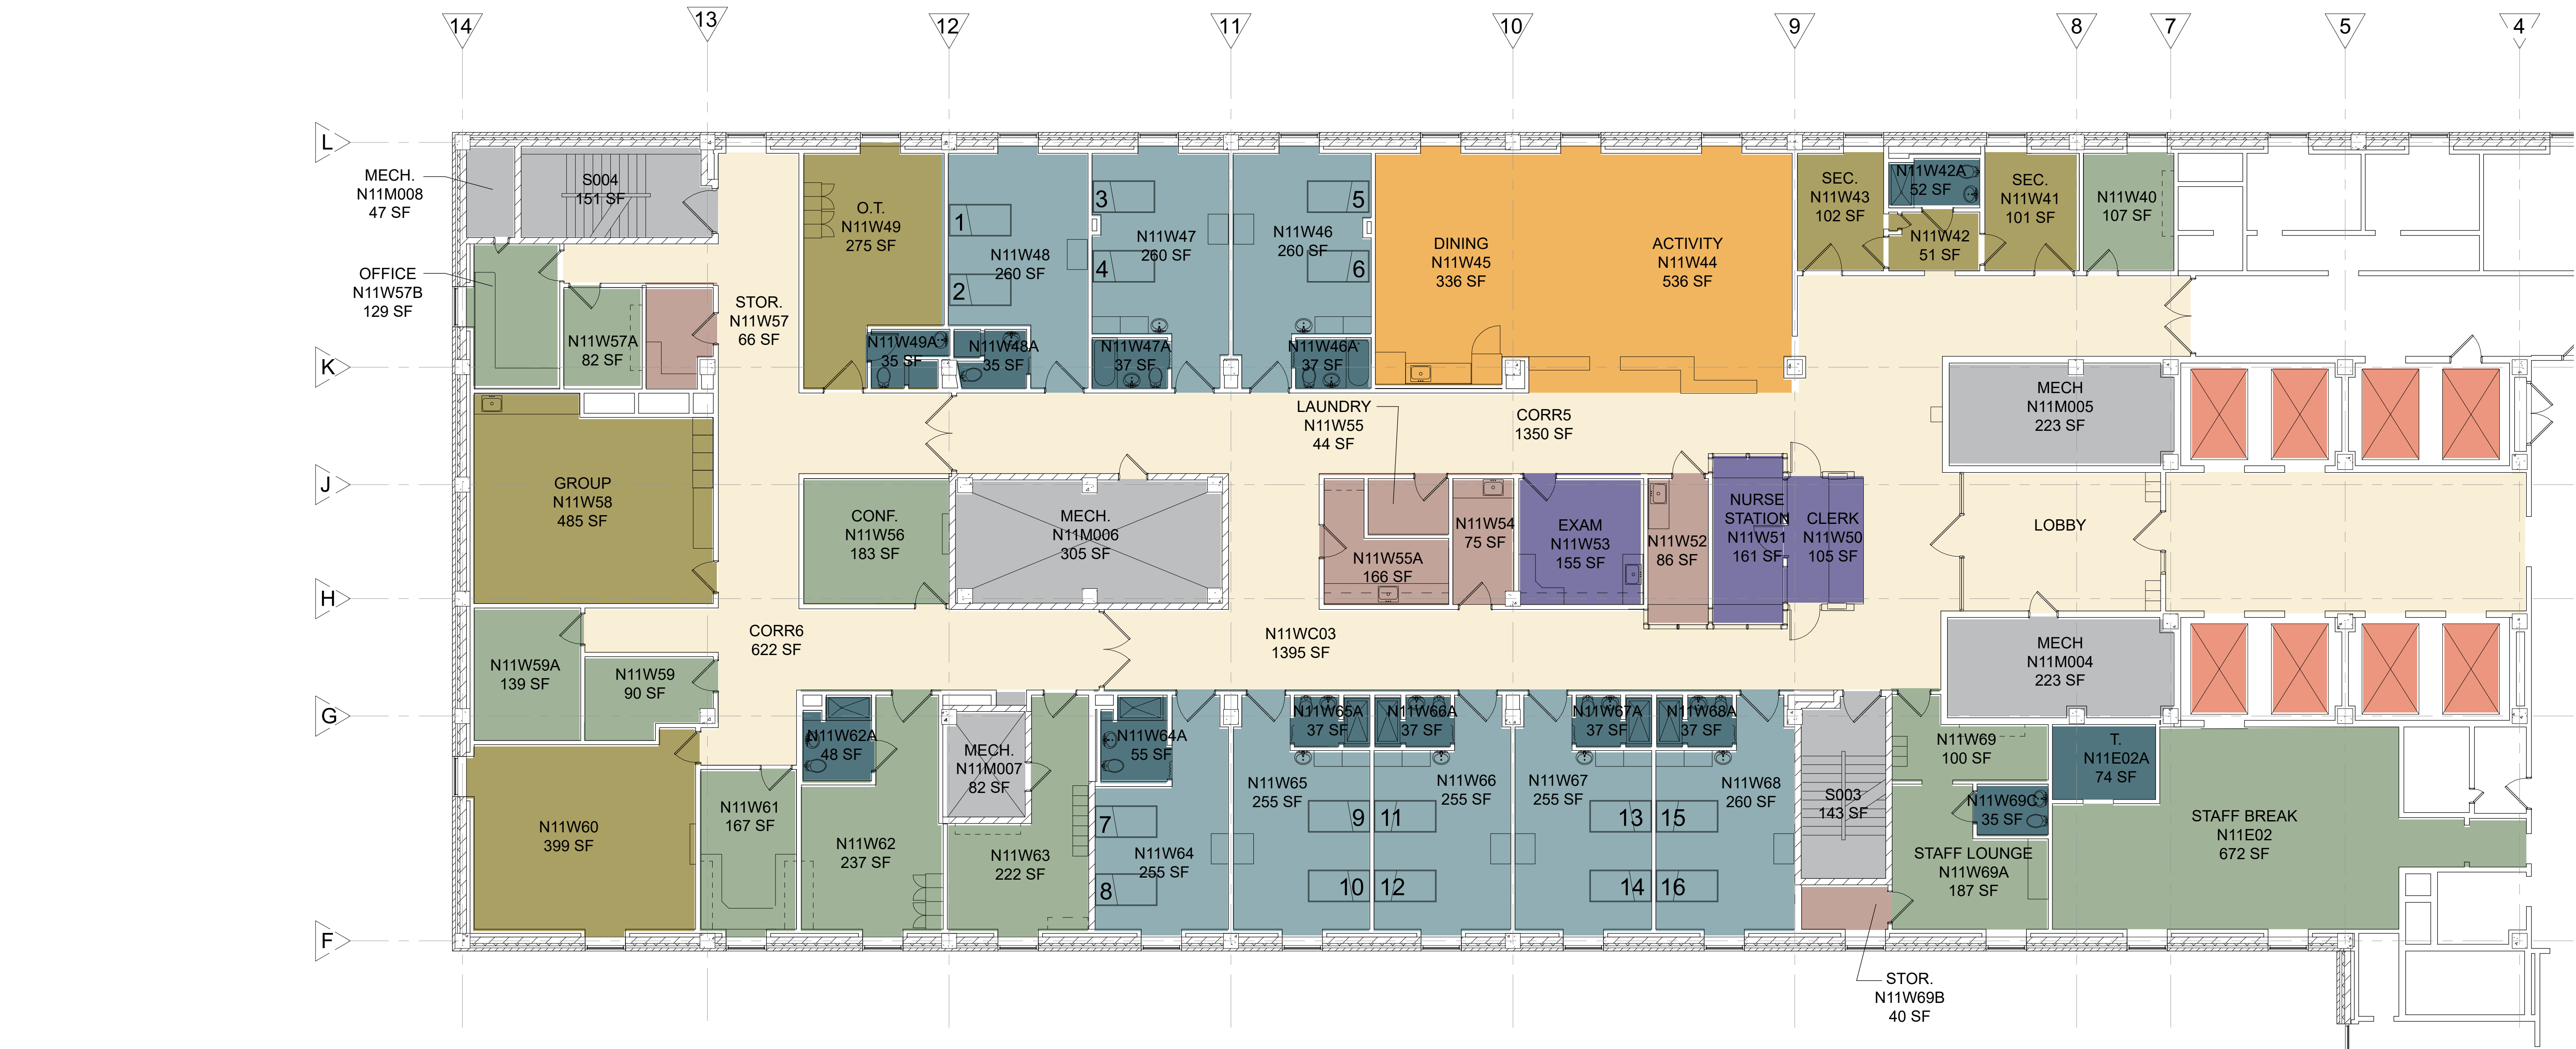 14
13
12
11
10
9
8
7
5
4
L
K
J
H
G
F
MECH.
N11M008
47 SF
S004
151 SF
OFFICE
N11W57B
129 SF
N11W57A
82 SF
STOR.
N11W57
66 SF
O.T.
N11W49
275 SF
N11W49A
35 SF
1
2
N11W48
260 SF
N11W48A
35 SF
3
4
N11W47
260 SF
N11W47A
37 SF
N11W46
260 SF
5
6
N11W46A
37 SF
DINING
N11W45
336 SF
ACTIVITY
N11W44
536 SF
SEC.
N11W43
102 SF
N11W42A
52 SF
N11W42
51 SF
SEC.
N11W41
101 SF
N11W40
107 SF
LAUNDRY
N11W55
44 SF
CORR5
1350 SF
MECH
N11M005
223 SF
GROUP
N11W58
485 SF
CONF.
N11W56
183 SF
MECH.
N11M006
305 SF
N11W55A
166 SF
N11W54
75 SF
EXAM
N11W53
155 SF
N11W52
86 SF
NURSE
STATION
N11W51
161 SF
CLERK
N11W50
105 SF
LOBBY
CORR6
622 SF
N11WC03
1395 SF
MECH
N11M004
223 SF
N11W59A
139 SF
N11W59
90 SF
N11W60
399 SF
N11W61
167 SF
N11W62A
48 SF
N11W62
237 SF
MECH.
N11M007
82 SF
N11W63
222 SF
N11W64A
55 SF
7
8
N11W64
255 SF
N11W65A
37 SF
N11W65
255 SF
9
10
N11W66A
37 SF
N11W66
255 SF
11
12
N11W67A
37 SF
N11W67
255 SF
13
14
N11W68A
37 SF
N11W68
260 SF
15
16
S003
143 SF
N11W69
100 SF
N11W69C
35 SF
STAFF LOUNGE
N11W69A
187 SF
T.
N11E02A
74 SF
STAFF BREAK
N11E02
672 SF
STOR.
N11W69B
40 SF